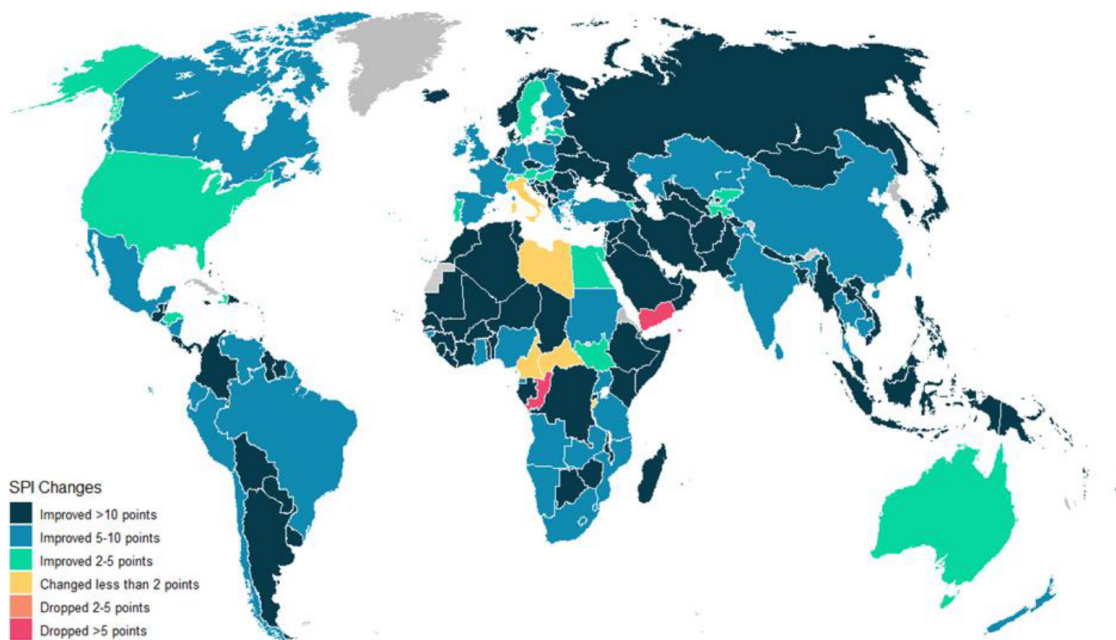 SPI Changes
Improved >10 points
Improved 5-10 points
Improved 2-5 points
Changed less than 2 points
Dropped 2-5 points
Dropped >5 points